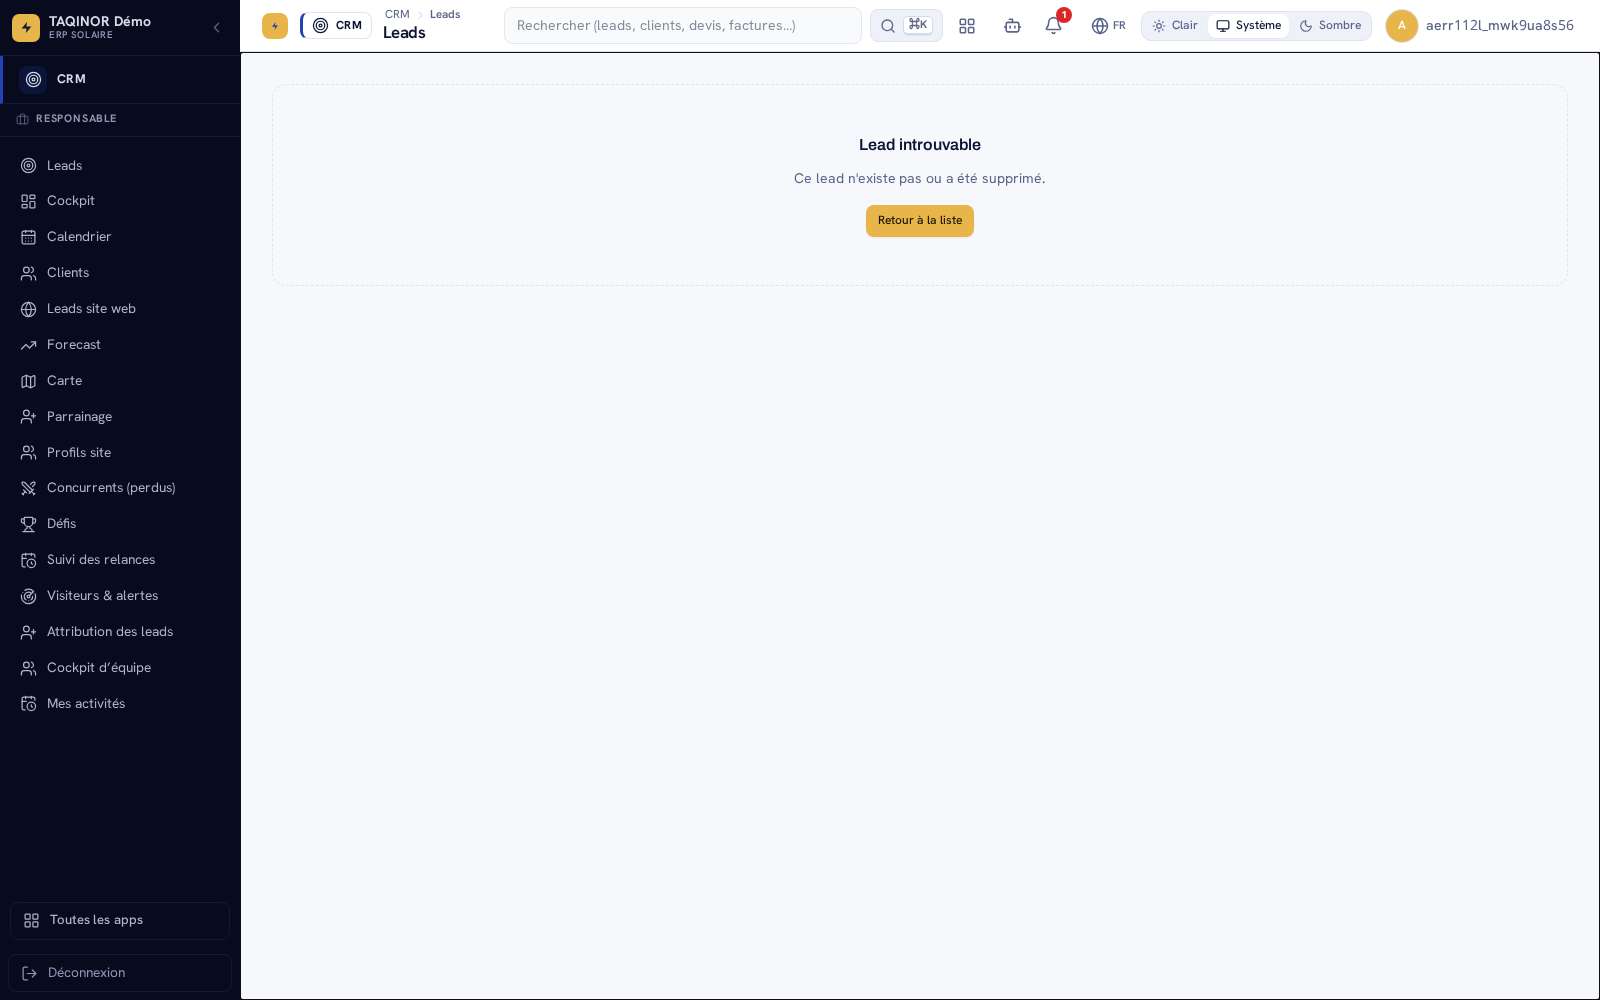 TAQINOR Démo
ERP SOLAIRE
CRM
RESPONSABLE
Leads
Cockpit
Calendrier
Clients
Leads site web
Forecast
Carte
Parrainage
Profils site
Concurrents (perdus)
Défis
Suivi des relances
Visiteurs & alertes
Attribution des leads
Cockpit d’équipe
Mes activités
Toutes les apps
Déconnexion
CRM
CRM Leads
Leads
Rechercher (leads, clients, devis, factures...)
⌘K
1
FR
Clair
Système
Sombre
A
aerr112l_mwk9ua8s56
Lead introuvable
Ce lead n'existe pas ou a été supprimé.
Retour à la liste